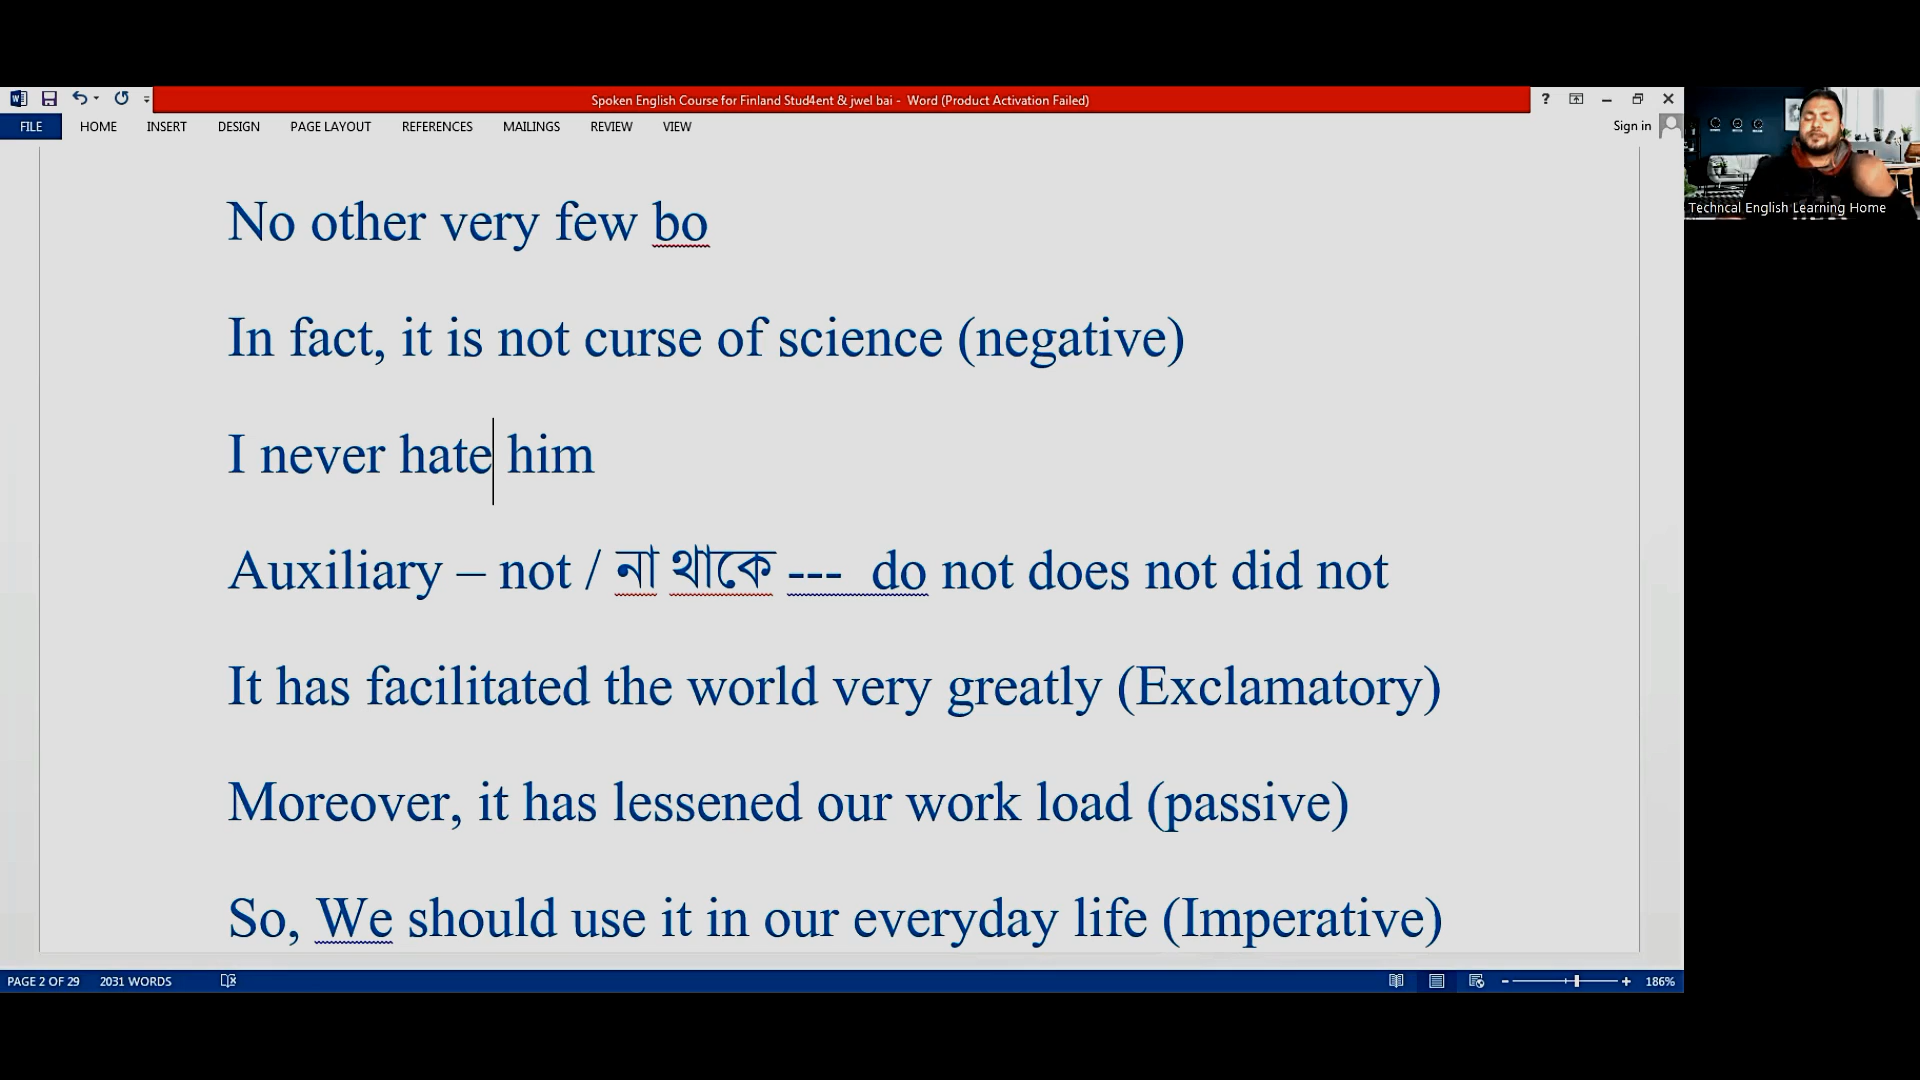 Spoken English Course for Finland Stud4ent & jwel bai - Word (Product Activation Failed)
?
FILE HOME INSERT DESIGN PAGE LAYOUT REFERENCES MAILINGS REVIEW VIEW Sign in
Techncal English Learning Home
No other very few bo
In fact, it is not curse of science (negative)
I never hate him
Auxiliary – not / না থাকে --- do not does not did not
It has facilitated the world very greatly (Exclamatory)
Moreover, it has lessened our work load (passive)
So, We should use it in our everyday life (Imperative)
PAGE 2 OF 29 2031 WORDS 186%